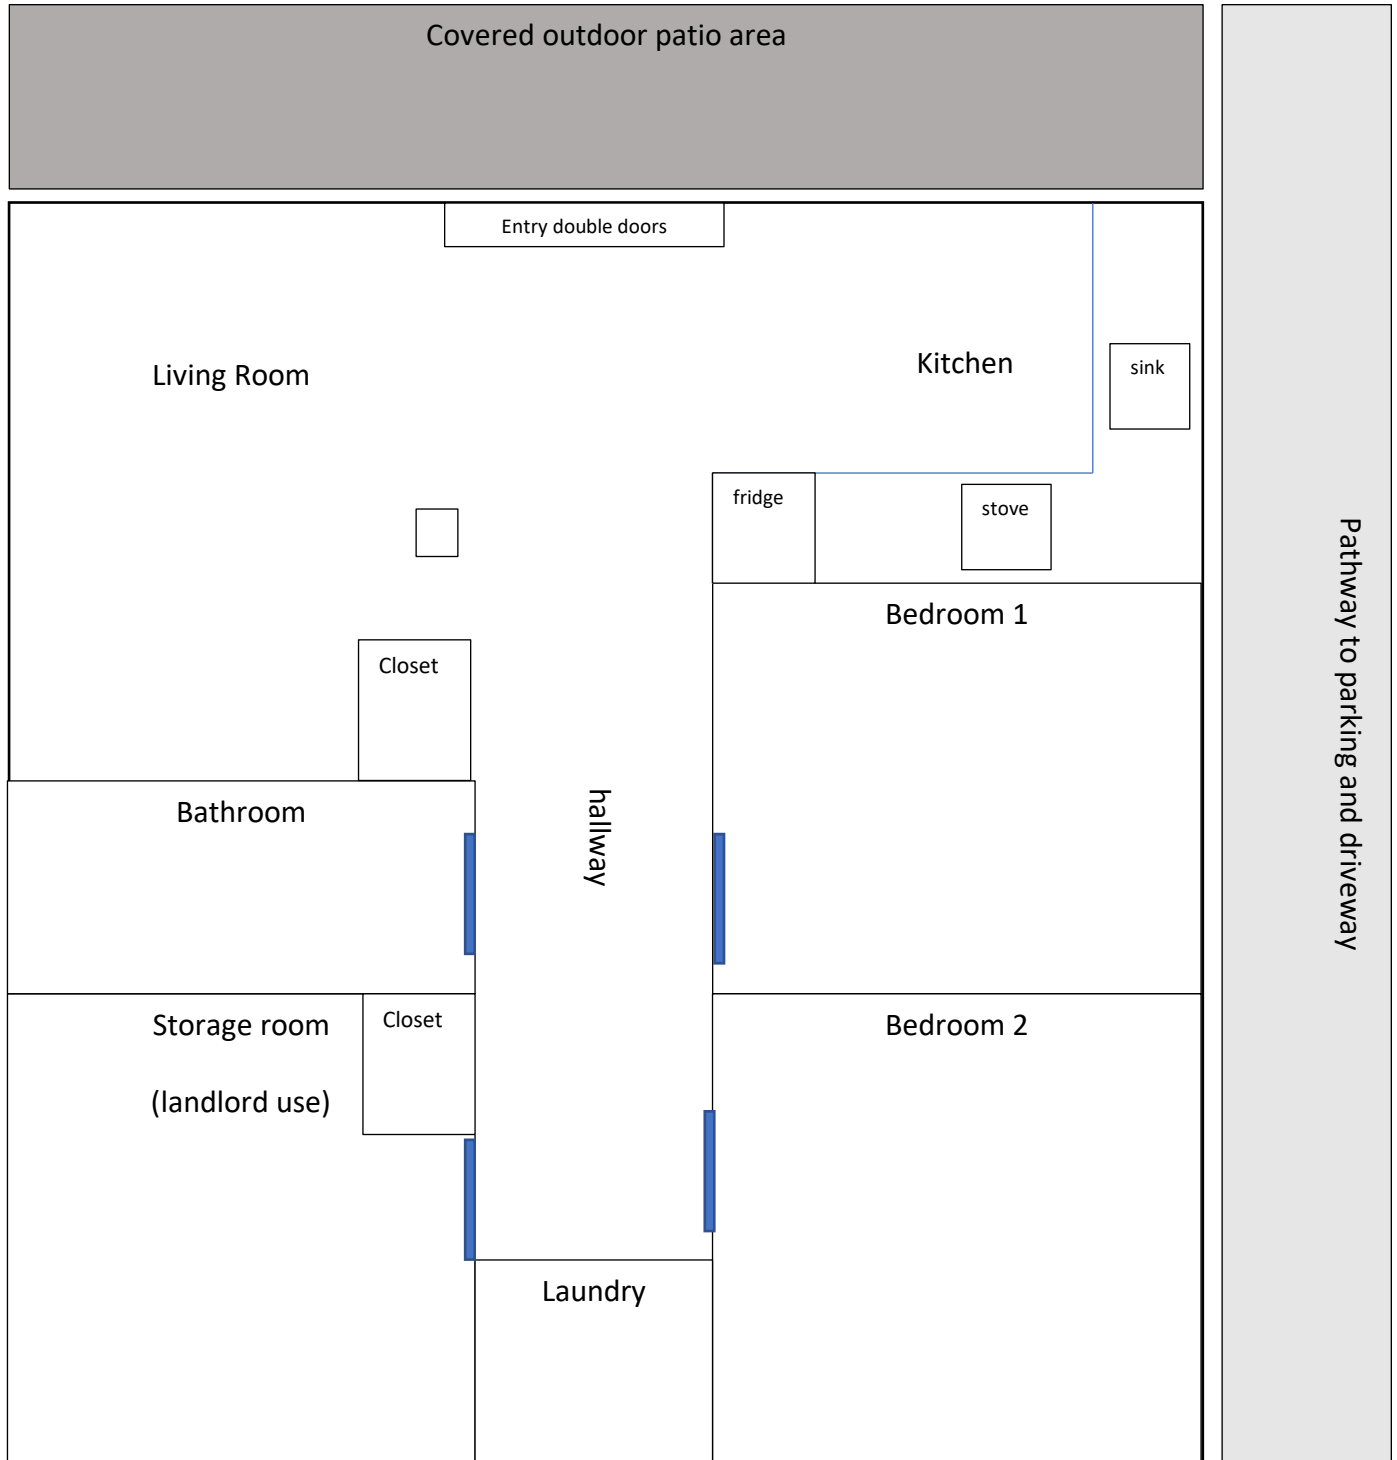 Covered outdoor patio area
Entry double doors
Living Room
Kitchen
sink
fridge
stove
Pathway to parking and driveway
Bedroom 1
Closet
Bathroom
hallway
Storage room
(landlord use)
Closet
Bedroom 2
Laundry